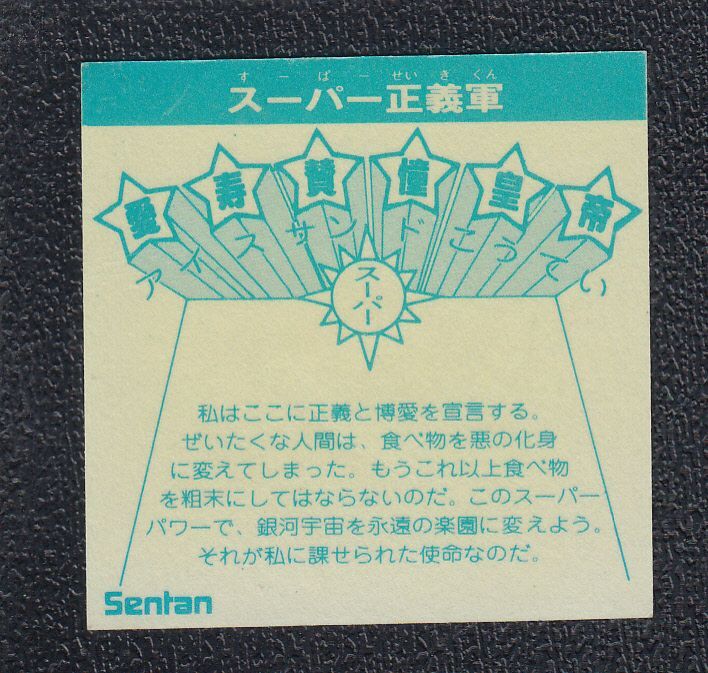 すーぱーせいきくん
スーパー正義軍
愛寿賛憧皇帝
アイスサンドこうてい
スーパー
私はここに正義と博愛を宣言する。
ぜいたくな人間は、食べ物を悪の化身
に変えてしまった。もうこれ以上食べ物
を粗末にしてはならないのだ。このスーパー
パワーで、銀河宇宙を永遠の楽園に変えよう。
それが私に課せられた使命なのだ。
Sentan